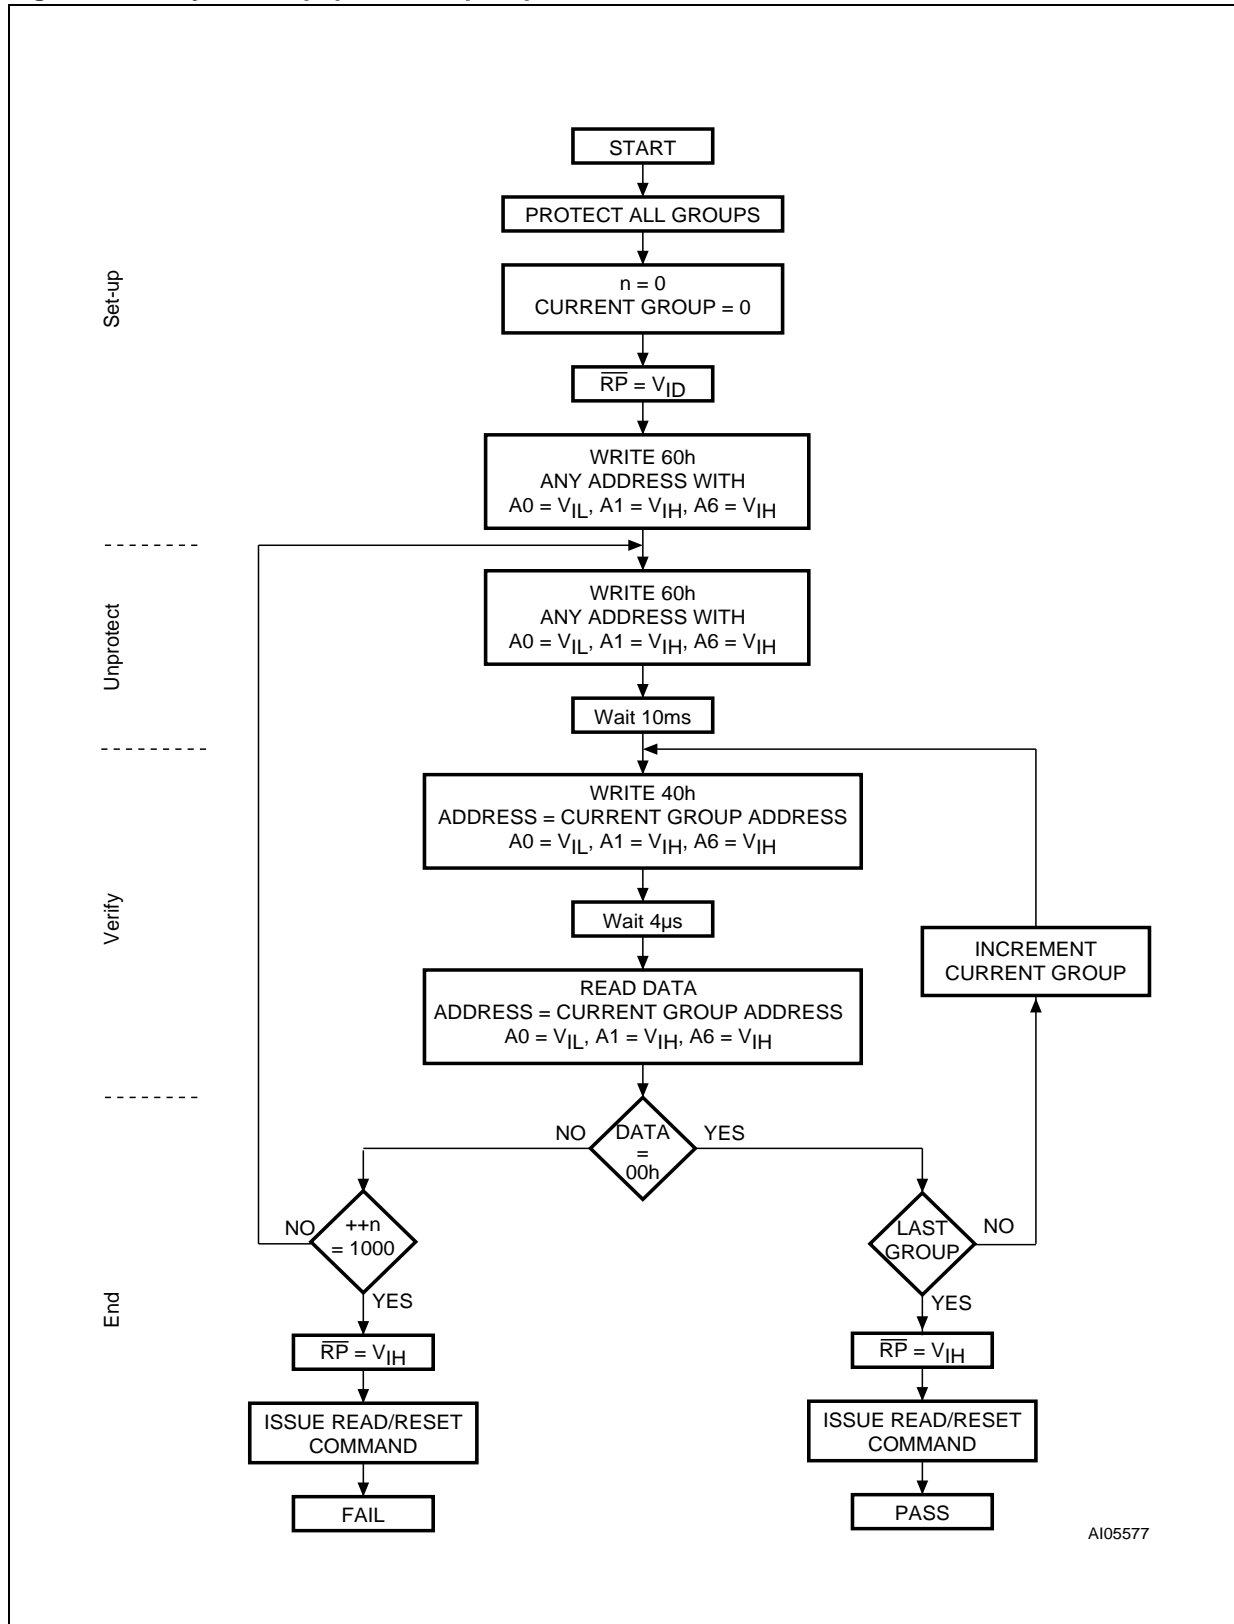 START
PROTECT ALL GROUPS
Set-up
n = 0
CURRENT GROUP = 0
RP = VID
WRITE 60h
ANY ADDRESS WITH
A0 = VIL, A1 = VIH, A6 = VIH
Unprotect
WRITE 60h
ANY ADDRESS WITH
A0 = VIL, A1 = VIH, A6 = VIH
Wait 10ms
Verify
WRITE 40h
ADDRESS = CURRENT GROUP ADDRESS
A0 = VIL, A1 = VIH, A6 = VIH
Wait 4µs
INCREMENT
CURRENT GROUP
READ DATA
ADDRESS = CURRENT GROUP ADDRESS
A0 = VIL, A1 = VIH, A6 = VIH
End
NO
DATA
=
00h
YES
NO
++n
= 1000
YES
LAST
GROUP
NO
YES
RP = VIH
RP = VIH
ISSUE READ/RESET
COMMAND
ISSUE READ/RESET
COMMAND
FAIL
PASS
AI05577